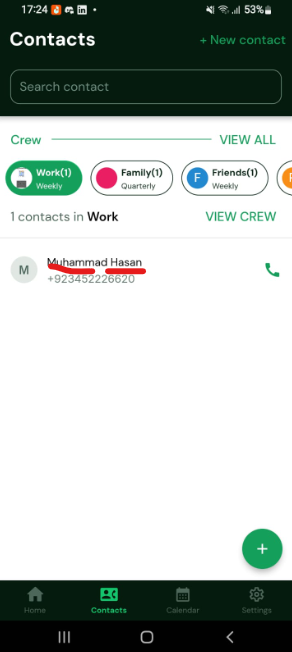 17:24 53%
Contacts
+ New contact
Search contact
Crew VIEW ALL
Work(1)
Weekly
Family(1)
Quarterly
F Friends(1)
Weekly
1 contacts in Work VIEW CREW
M Muhammad Hasan
+923452226620
+
Home Contacts Calendar Settings